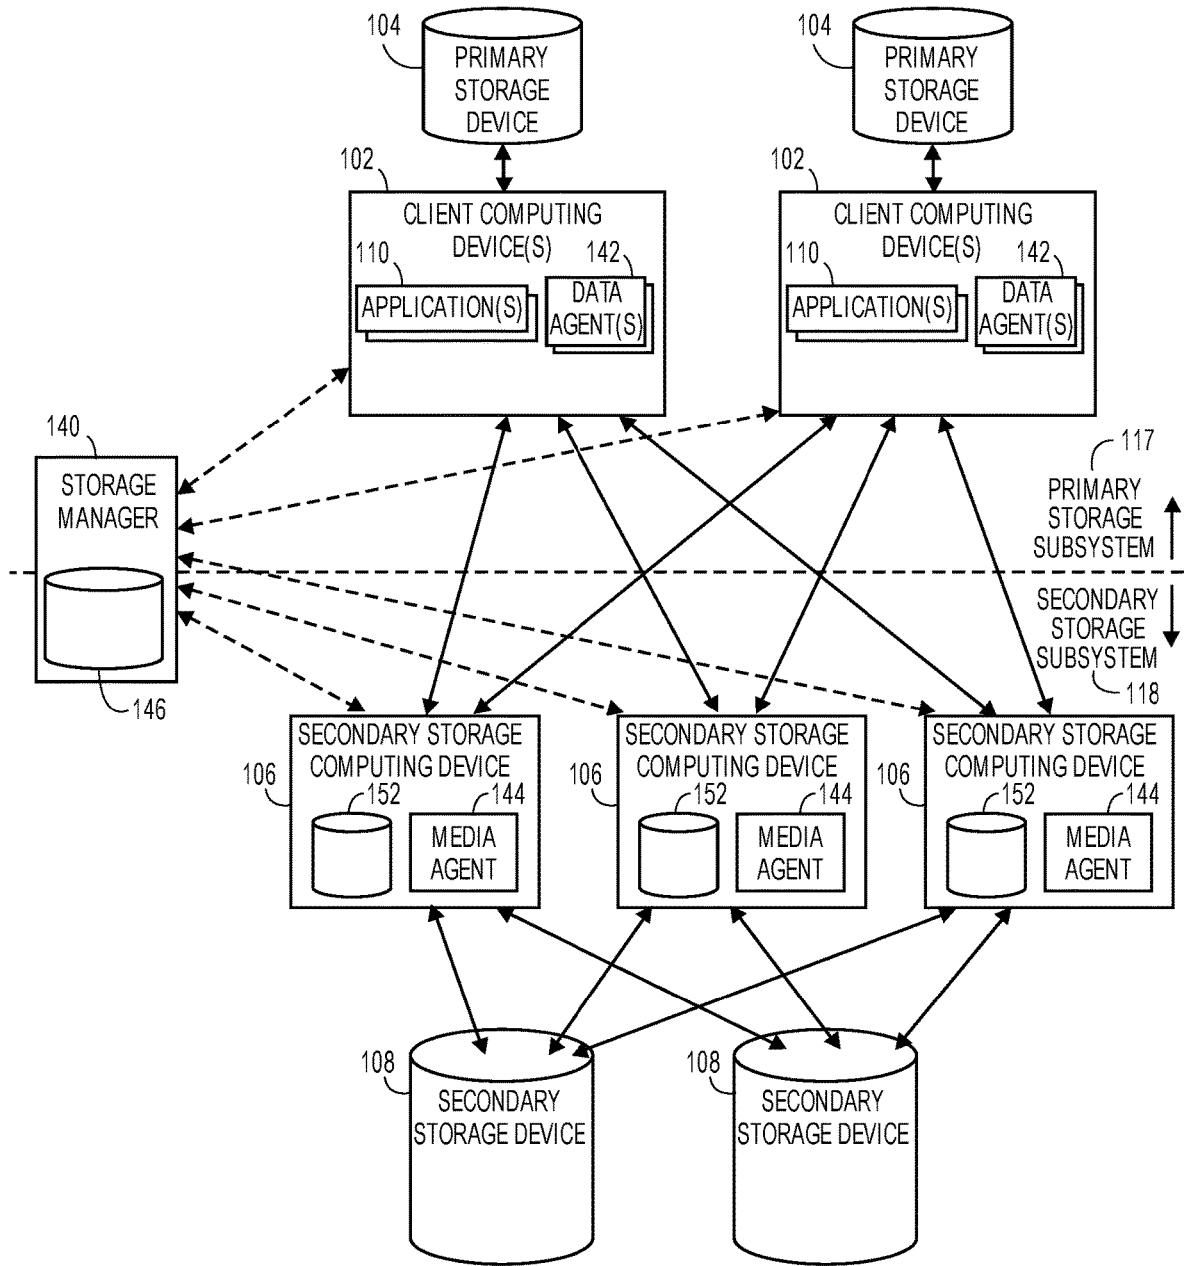 104
PRIMARY
STORAGE
DEVICE
104
PRIMARY
STORAGE
DEVICE
102
CLIENT COMPUTING
DEVICE(S)
110
142
APPLICATION(S)
DATA
AGENT(S)
102
CLIENT COMPUTING
DEVICE(S)
110
142
APPLICATION(S)
DATA
AGENT(S)
140
STORAGE
MANAGER
146
117
PRIMARY
STORAGE
SUBSYSTEM
SECONDARY
STORAGE
SUBSYSTEM
118
106
SECONDARY STORAGE
COMPUTING DEVICE
152
144
MEDIA
AGENT
106
SECONDARY STORAGE
COMPUTING DEVICE
152
144
MEDIA
AGENT
106
SECONDARY STORAGE
COMPUTING DEVICE
152
144
MEDIA
AGENT
108
SECONDARY
STORAGE DEVICE
108
SECONDARY
STORAGE DEVICE